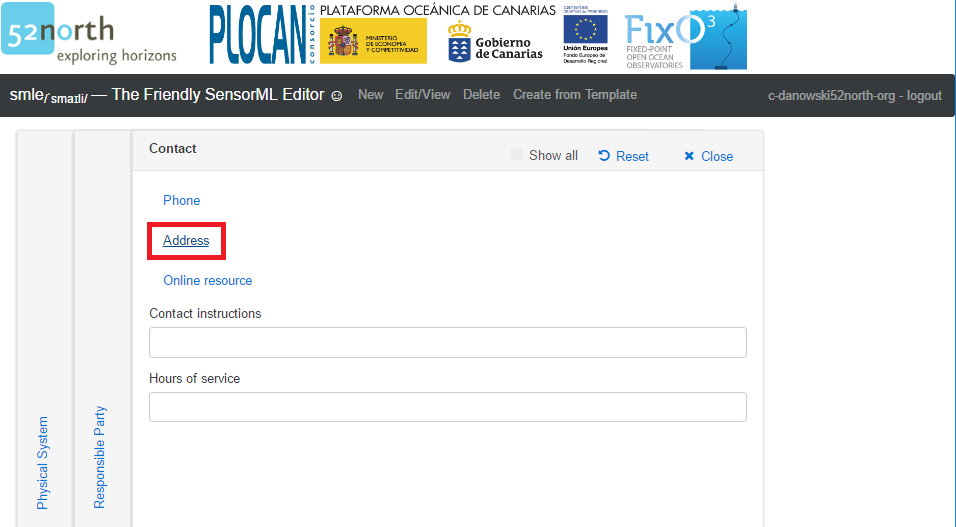 52north
exploring horizons
PLOCAN
consorcio
PLATAFORMA OCEÁNICA DE CANARIAS
MINISTERIO
DE ECONOMÍA
Y COMPETITIVIDAD
Gobierno
de Canarias
canarias
Unión Europea
Fondo Europeo de
Desarrollo Regional
FixO3
FIXED-POINT
OPEN OCEAN
OBSERVATORIES
smle/ˈsmaɪli/ — The Friendly SensorML Editor ☺ New Edit/View Delete Create from Template c-danowski52north-org - logout
Contact Show all Reset Close
Phone
Address
Online resource
Contact instructions
Hours of service
Physical System
Responsible Party